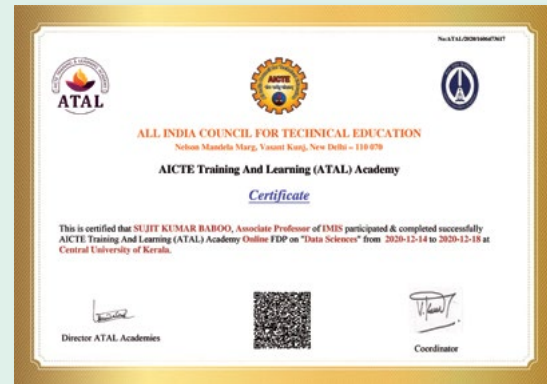 No:ATAL/2020/1606473617
ATAL
AICTE
ALL INDIA COUNCIL FOR TECHNICAL EDUCATION
Nelson Mandela Marg, Vasant Kunj, New Delhi – 110 070
AICTE Training And Learning (ATAL) Academy
Certificate
This is certified that SUJIT KUMAR BABOO, Associate Professor of IMIS participated & completed successfully
AICTE Training And Learning (ATAL) Academy Online FDP on "Data Sciences" from 2020-12-14 to 2020-12-18 at
Central University of Kerala.
Director ATAL Academies
Coordinator